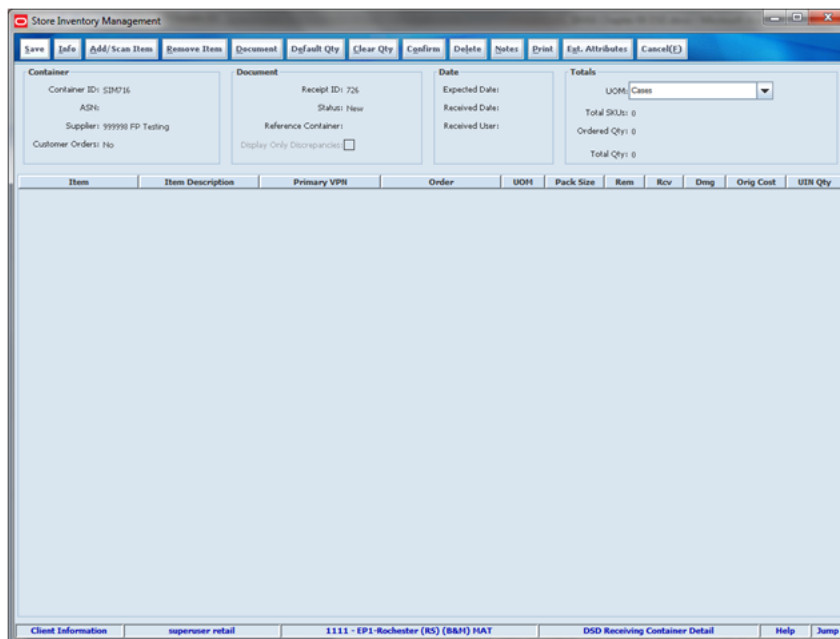 Store Inventory Management
Save Info Add/Scan Item Remove Item Document Default Qty Clear Qty Confirm Delete Notes Print Ext. Attributes Cancel(F)
Container
Container ID: SIM716
ASN:
Supplier: 999998 FP Testing
Customer Orders: No
Document
Receipt ID: 726
Status: New
Reference Container:
Display Only Discrepancies:
Date
Expected Date:
Received Date:
Received User:
Totals
UOM: Cases
Total SKUs: 0
Ordered Qty: 0
Total Qty: 0
Item Item Description Primary VPN Order UOM Pack Size Rem Rcv Dmg Orig Cost UIN Qty
Client Information superuser retail 1111 - EP1-Rochester (RS) (B&M) MAT DSD Receiving Container Detail Help Jump